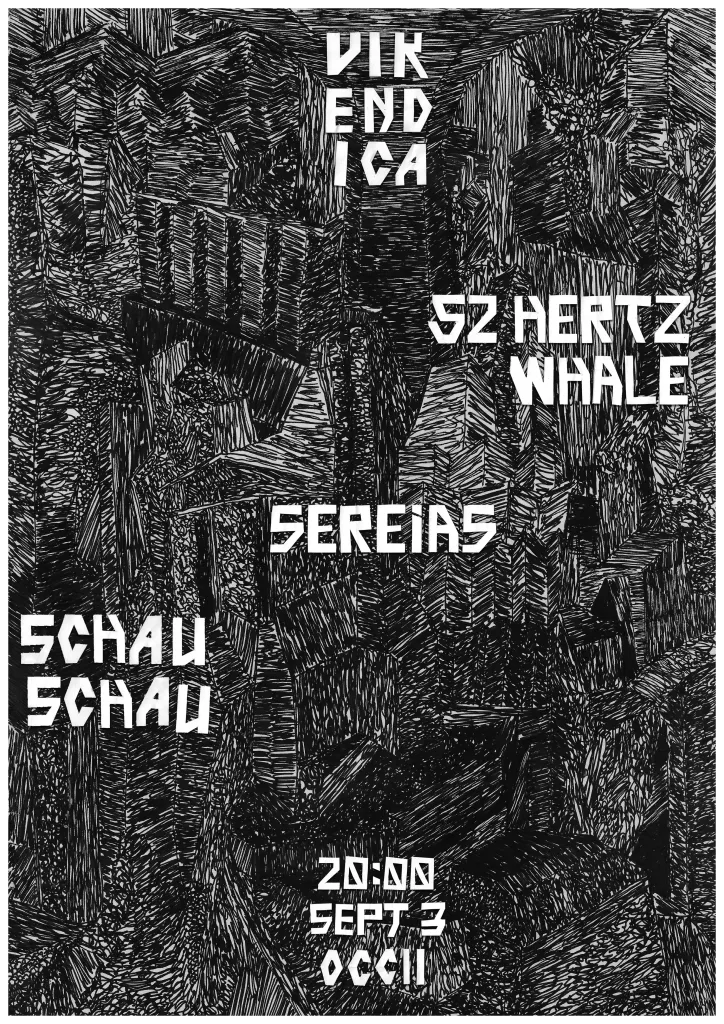 VIK
END
ICA
52 HERTZ
WHALE
SEREiAS
SCHAU
SCHAU
20:00
SEPT 3
OCCII